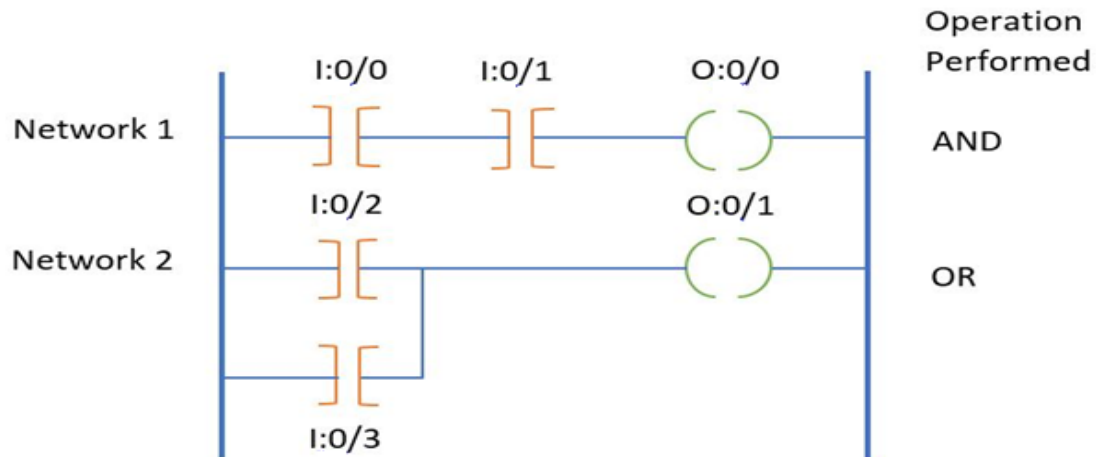 Operation
Performed
I:0/0 I:0/1 O:0/0
Network 1 AND
I:0/2 O:0/1
Network 2 OR
I:0/3